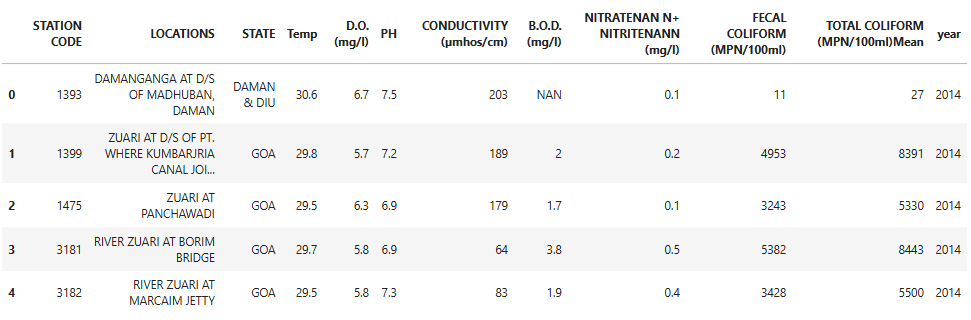 STATION CODE LOCATIONS STATE Temp D.O. (mg/l) PH CONDUCTIVITY (µmhos/cm) B.O.D. (mg/l) NITRATENAN N+ NITRITENANN (mg/l) FECAL COLIFORM (MPN/100ml) TOTAL COLIFORM (MPN/100ml)Mean year
0 1393 DAMANGANGA AT D/S OF MADHUBAN, DAMAN DAMAN & DIU 30.6 6.7 7.5 203 NAN 0.1 11 27 2014
1 1399 ZUARI AT D/S OF PT. WHERE KUMBARJRIA CANAL JOI... GOA 29.8 5.7 7.2 189 2 0.2 4953 8391 2014
2 1475 ZUARI AT PANCHAWADI GOA 29.5 6.3 6.9 179 1.7 0.1 3243 5330 2014
3 3181 RIVER ZUARI AT BORIM BRIDGE GOA 29.7 5.8 6.9 64 3.8 0.5 5382 8443 2014
4 3182 RIVER ZUARI AT MARCAIM JETTY GOA 29.5 5.8 7.3 83 1.9 0.4 3428 5500 2014